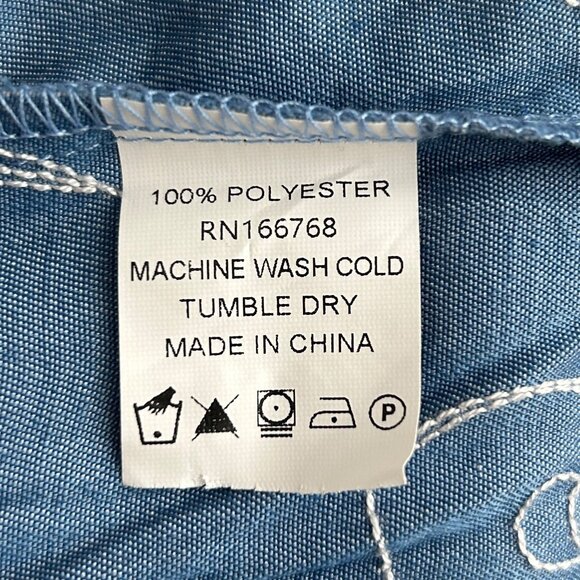 100% POLYESTER
RN166768
MACHINE WASH COLD
TUMBLE DRY
MADE IN CHINA
P